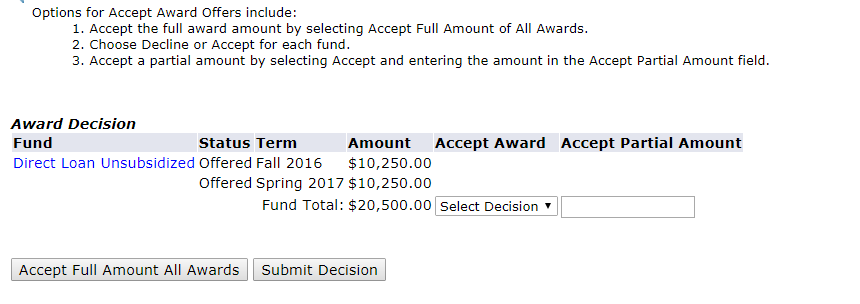 Options for Accept Award Offers include:
1. Accept the full award amount by selecting Accept Full Amount of All Awards.
2. Choose Decline or Accept for each fund.
3. Accept a partial amount by selecting Accept and entering the amount in the Accept Partial Amount field.
Award Decision
Fund Status Term Amount Accept Award Accept Partial Amount
Direct Loan Unsubsidized Offered Fall 2016 $10,250.00
Offered Spring 2017 $10,250.00
Fund Total: $20,500.00 Select Decision
Accept Full Amount All Awards Submit Decision